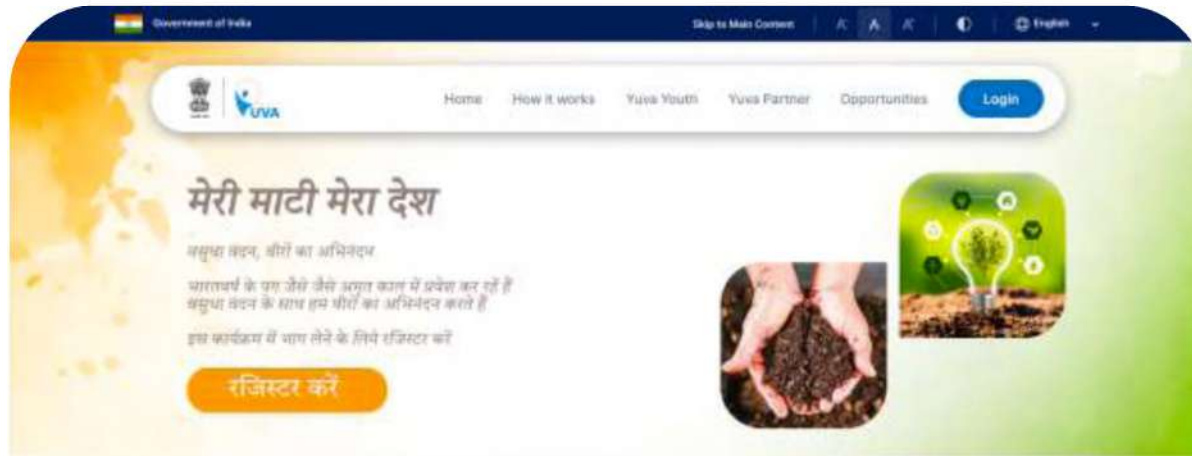 Government of India
Skip to Main Content A- A A+ English
YUVA
Home How it works Yuva Youth Yuva Partner Opportunities Login
मेरी माटी मेरा देश
वसुधा वंदन, वीरों का अभिनंदन
भारतवर्ष के पग जैसे जैसे अमृत काल में प्रवेश कर रहें हैं
वसुधा वंदन के साथ हम वीरों का अभिनंदन करते हैं
इस कार्यक्रम में भाग लेने के लिये रजिस्टर करें
रजिस्टर करें